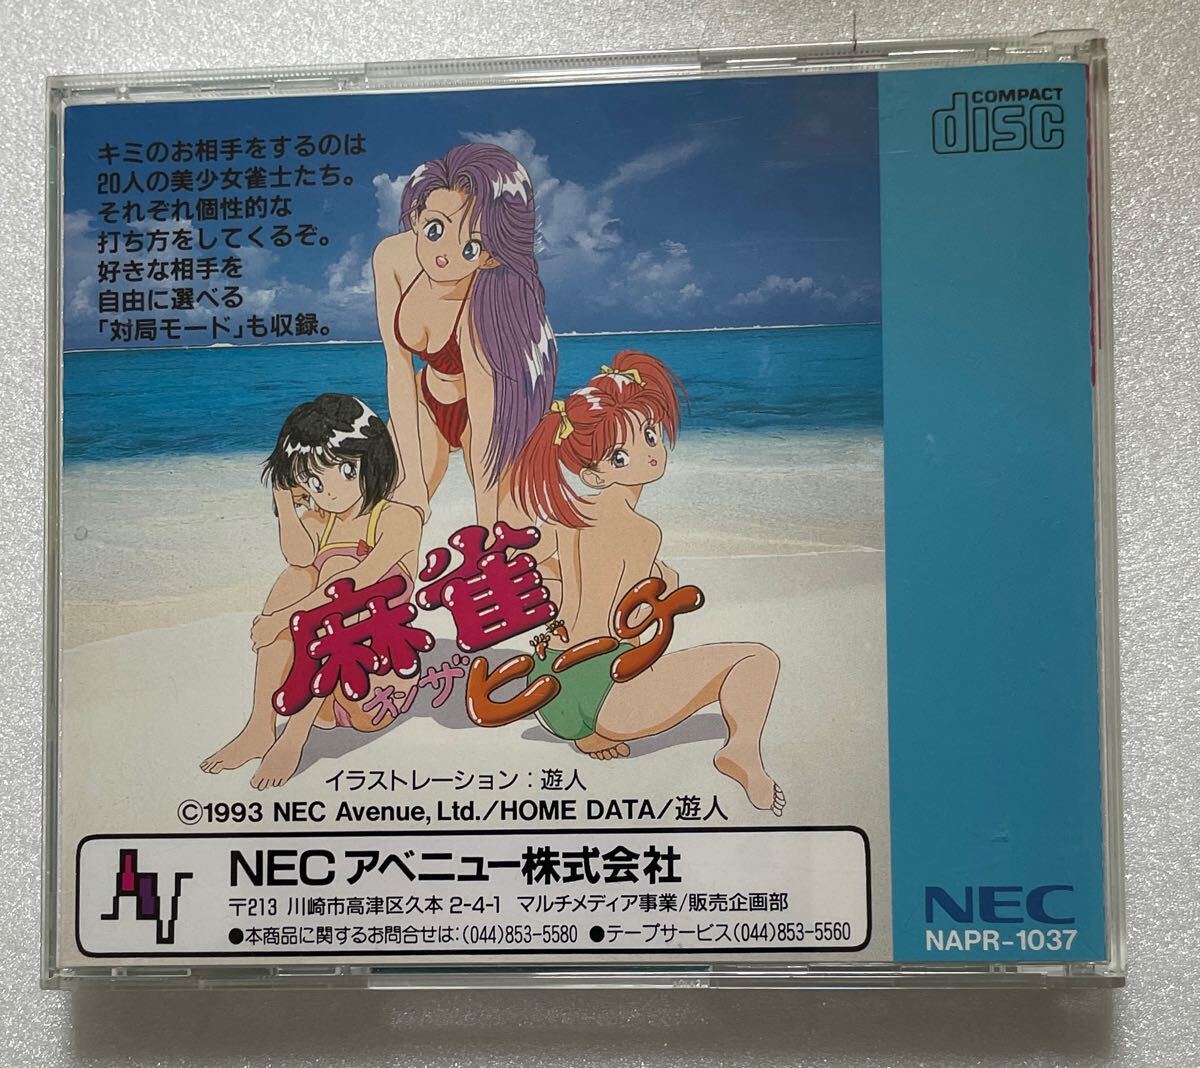 キミのお相手をするのは
20人の美少女雀士たち。
それぞれ個性的な
打ち方をしてくるぞ。
好きな相手を
自由に選べる
「対局モード」も収録。
COMPACT
disc
麻雀
オンザ
ビーチ
イラストレーション：遊人
©1993 NEC Avenue, Ltd./HOME DATA/遊人
NEC アベニュー株式会社
〒213 川崎市高津区久本 2-4-1 マルチメディア事業/販売企画部
●本商品に関するお問合せは：(044)853-5580 ●テープサービス(044)853-5560
NEC
NAPR-1037